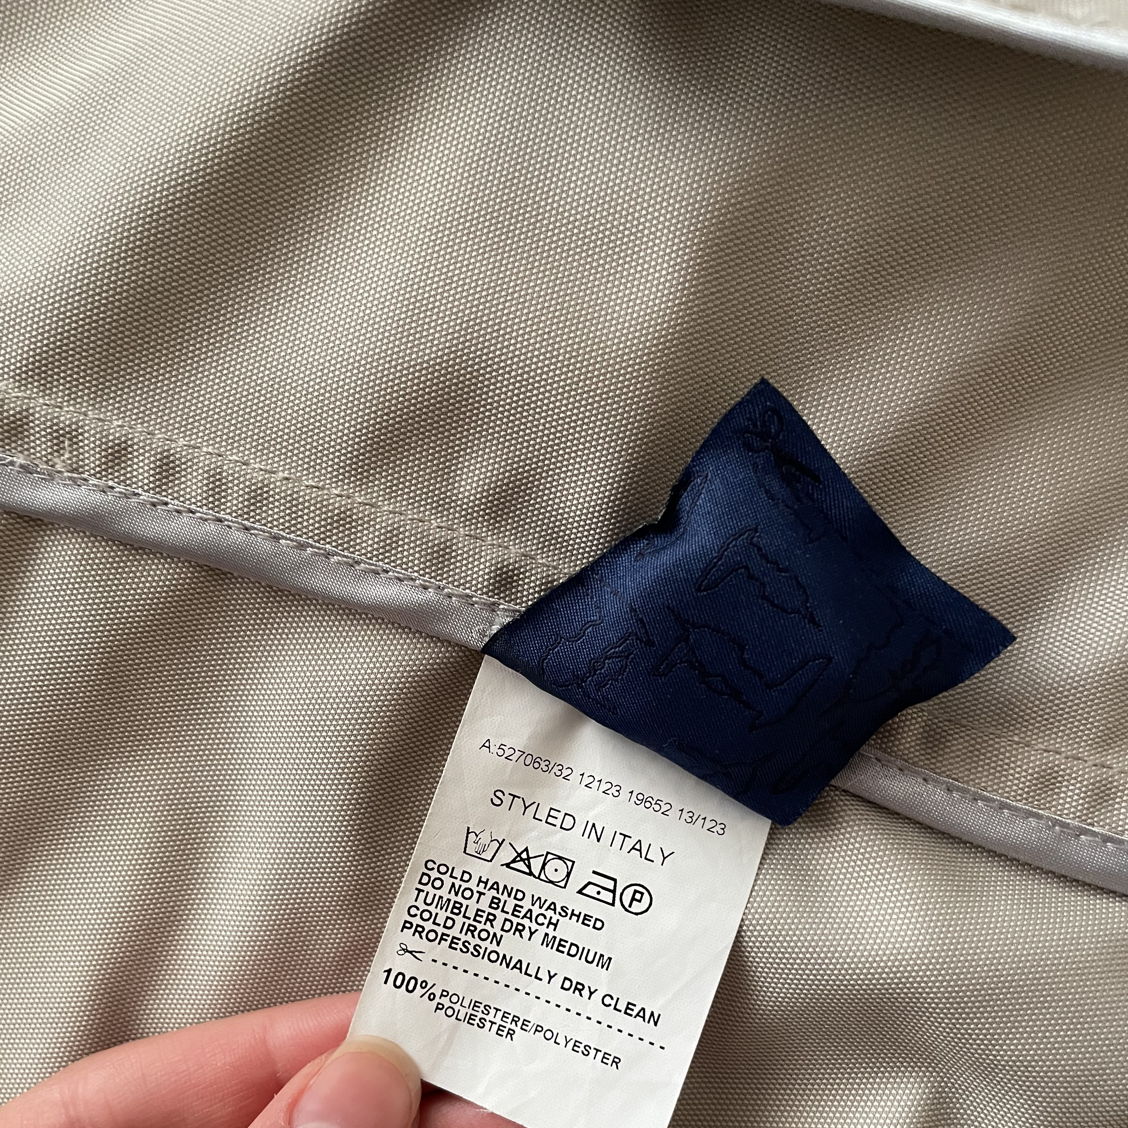 A:527063/32 12123 19652 13/123
STYLED IN ITALY
P
COLD HAND WASHED
DO NOT BLEACH
TUMBLER DRY MEDIUM
COLD IRON
PROFESSIONALLY DRY CLEAN
100% POLIESTERE/POLYESTER
POLIESTER